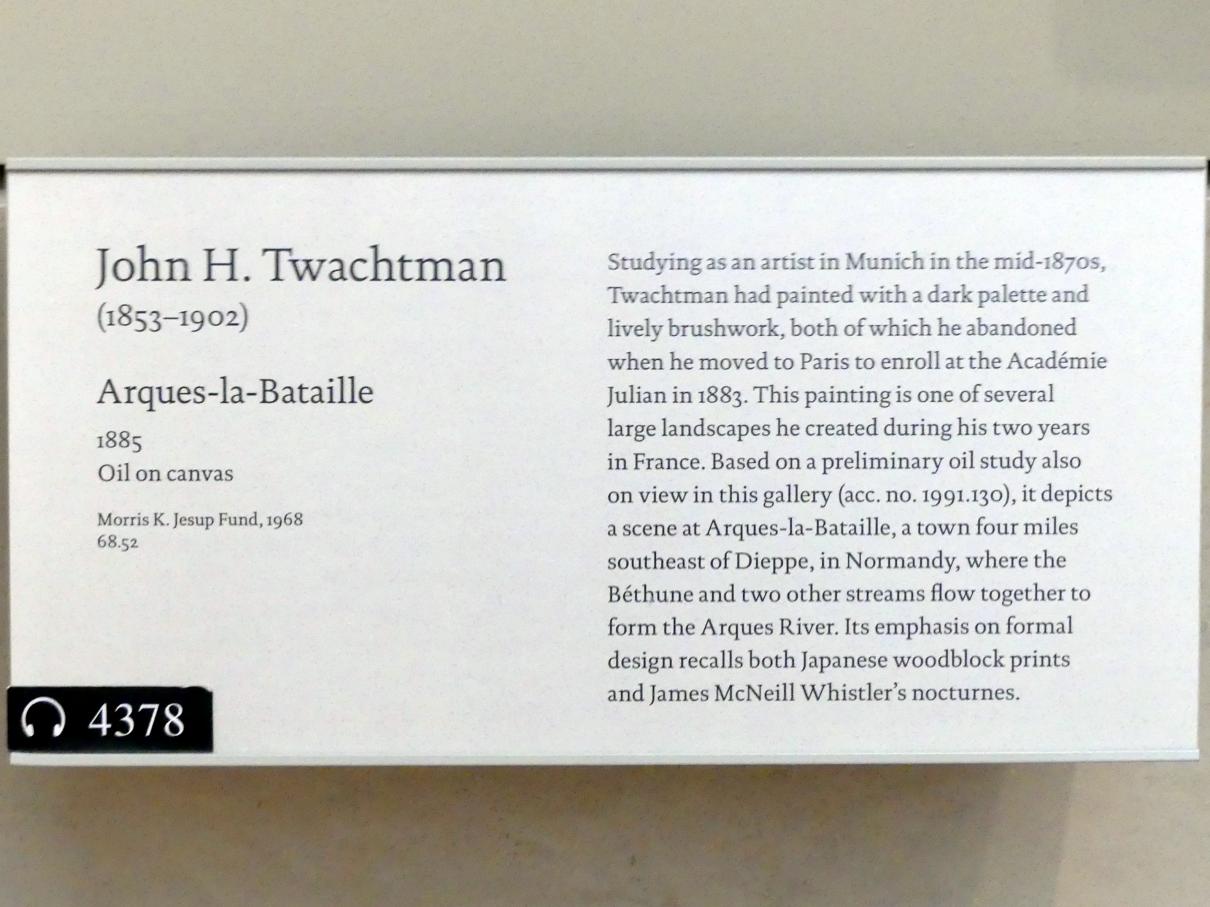 John H. Twachtman
(1853–1902)
Arques-la-Bataille
1885
Oil on canvas
Morris K. Jesup Fund, 1968
68.52
Studying as an artist in Munich in the mid-1870s,
Twachtman had painted with a dark palette and
lively brushwork, both of which he abandoned
when he moved to Paris to enroll at the Académie
Julian in 1883. This painting is one of several
large landscapes he created during his two years
in France. Based on a preliminary oil study also
on view in this gallery (acc. no. 1991.130), it depicts
a scene at Arques-la-Bataille, a town four miles
southeast of Dieppe, in Normandy, where the
Béthune and two other streams flow together to
form the Arques River. Its emphasis on formal
design recalls both Japanese woodblock prints
and James McNeill Whistler’s nocturnes.
4378